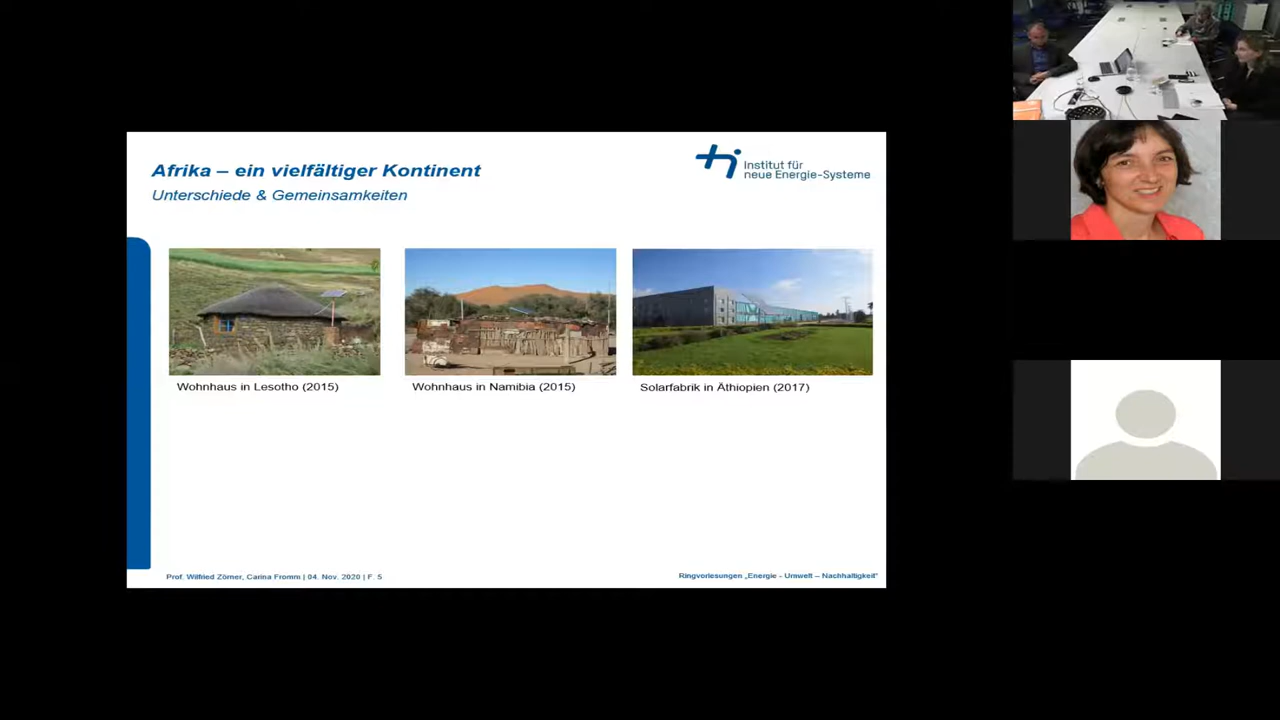 Afrika – ein vielfältiger Kontinent
Unterschiede & Gemeinsamkeiten
Institut für
neue Energie-Systeme
Wohnhaus in Lesotho (2015)
Wohnhaus in Namibia (2015)
Solarfabrik in Äthiopien (2017)
Prof. Wilfried Zörner, Carina Fromm | 04. Nov. 2020 | F. 5
Ringvorlesungen „Energie - Umwelt – Nachhaltigkeit"